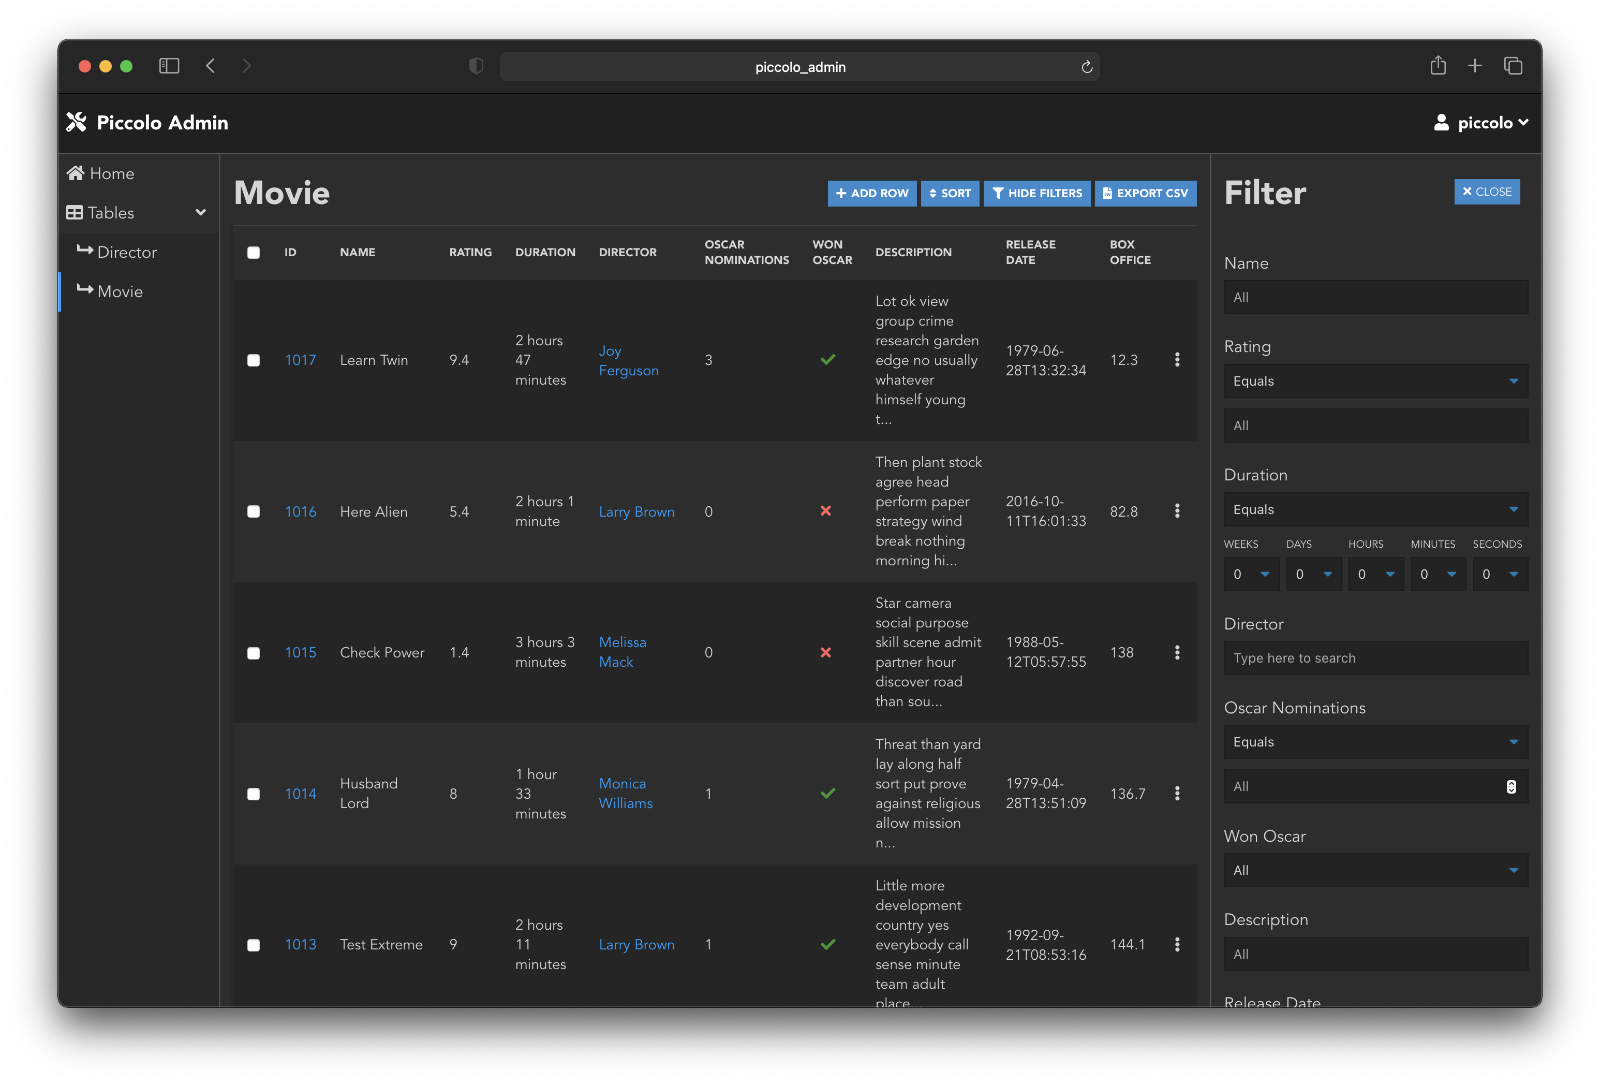 piccolo_admin
Piccolo Admin
piccolo
Home
Tables
Director
Movie
Movie
ADD ROW
SORT
HIDE FILTERS
EXPORT CSV
ID
NAME
RATING
DURATION
DIRECTOR
OSCAR
NOMINATIONS
WON
OSCAR
DESCRIPTION
RELEASE
DATE
BOX
OFFICE
1017
Learn Twin
9.4
2 hours
47
minutes
Joy
Ferguson
3
Lot ok view
group crime
research garden
edge no usually
whatever
himself young
t...
1979-06-
28T13:32:34
12.3
1016
Here Alien
5.4
2 hours 1
minute
Larry Brown
0
Then plant stock
agree head
perform paper
strategy wind
break nothing
morning hi...
2016-10-
11T16:01:33
82.8
1015
Check Power
1.4
3 hours 3
minutes
Melissa
Mack
0
Star camera
social purpose
skill scene admit
partner hour
discover road
than sou...
1988-05-
12T05:57:55
138
1014
Husband
Lord
8
1 hour
33
minutes
Monica
Williams
1
Threat than yard
lay along half
sort put prove
against religious
allow mission
n...
1979-04-
28T13:51:09
136.7
1013
Test Extreme
9
2 hours
11
minutes
Larry Brown
1
Little more
development
country yes
everybody call
sense minute
team adult
place...
1992-09-
21T08:53:16
144.1
Filter
CLOSE
Name
All
Rating
Equals
All
Duration
Equals
WEEKS DAYS HOURS MINUTES SECONDS
0 0 0 0 0
Director
Type here to search
Oscar Nominations
Equals
All
Won Oscar
All
Description
All
Release Date